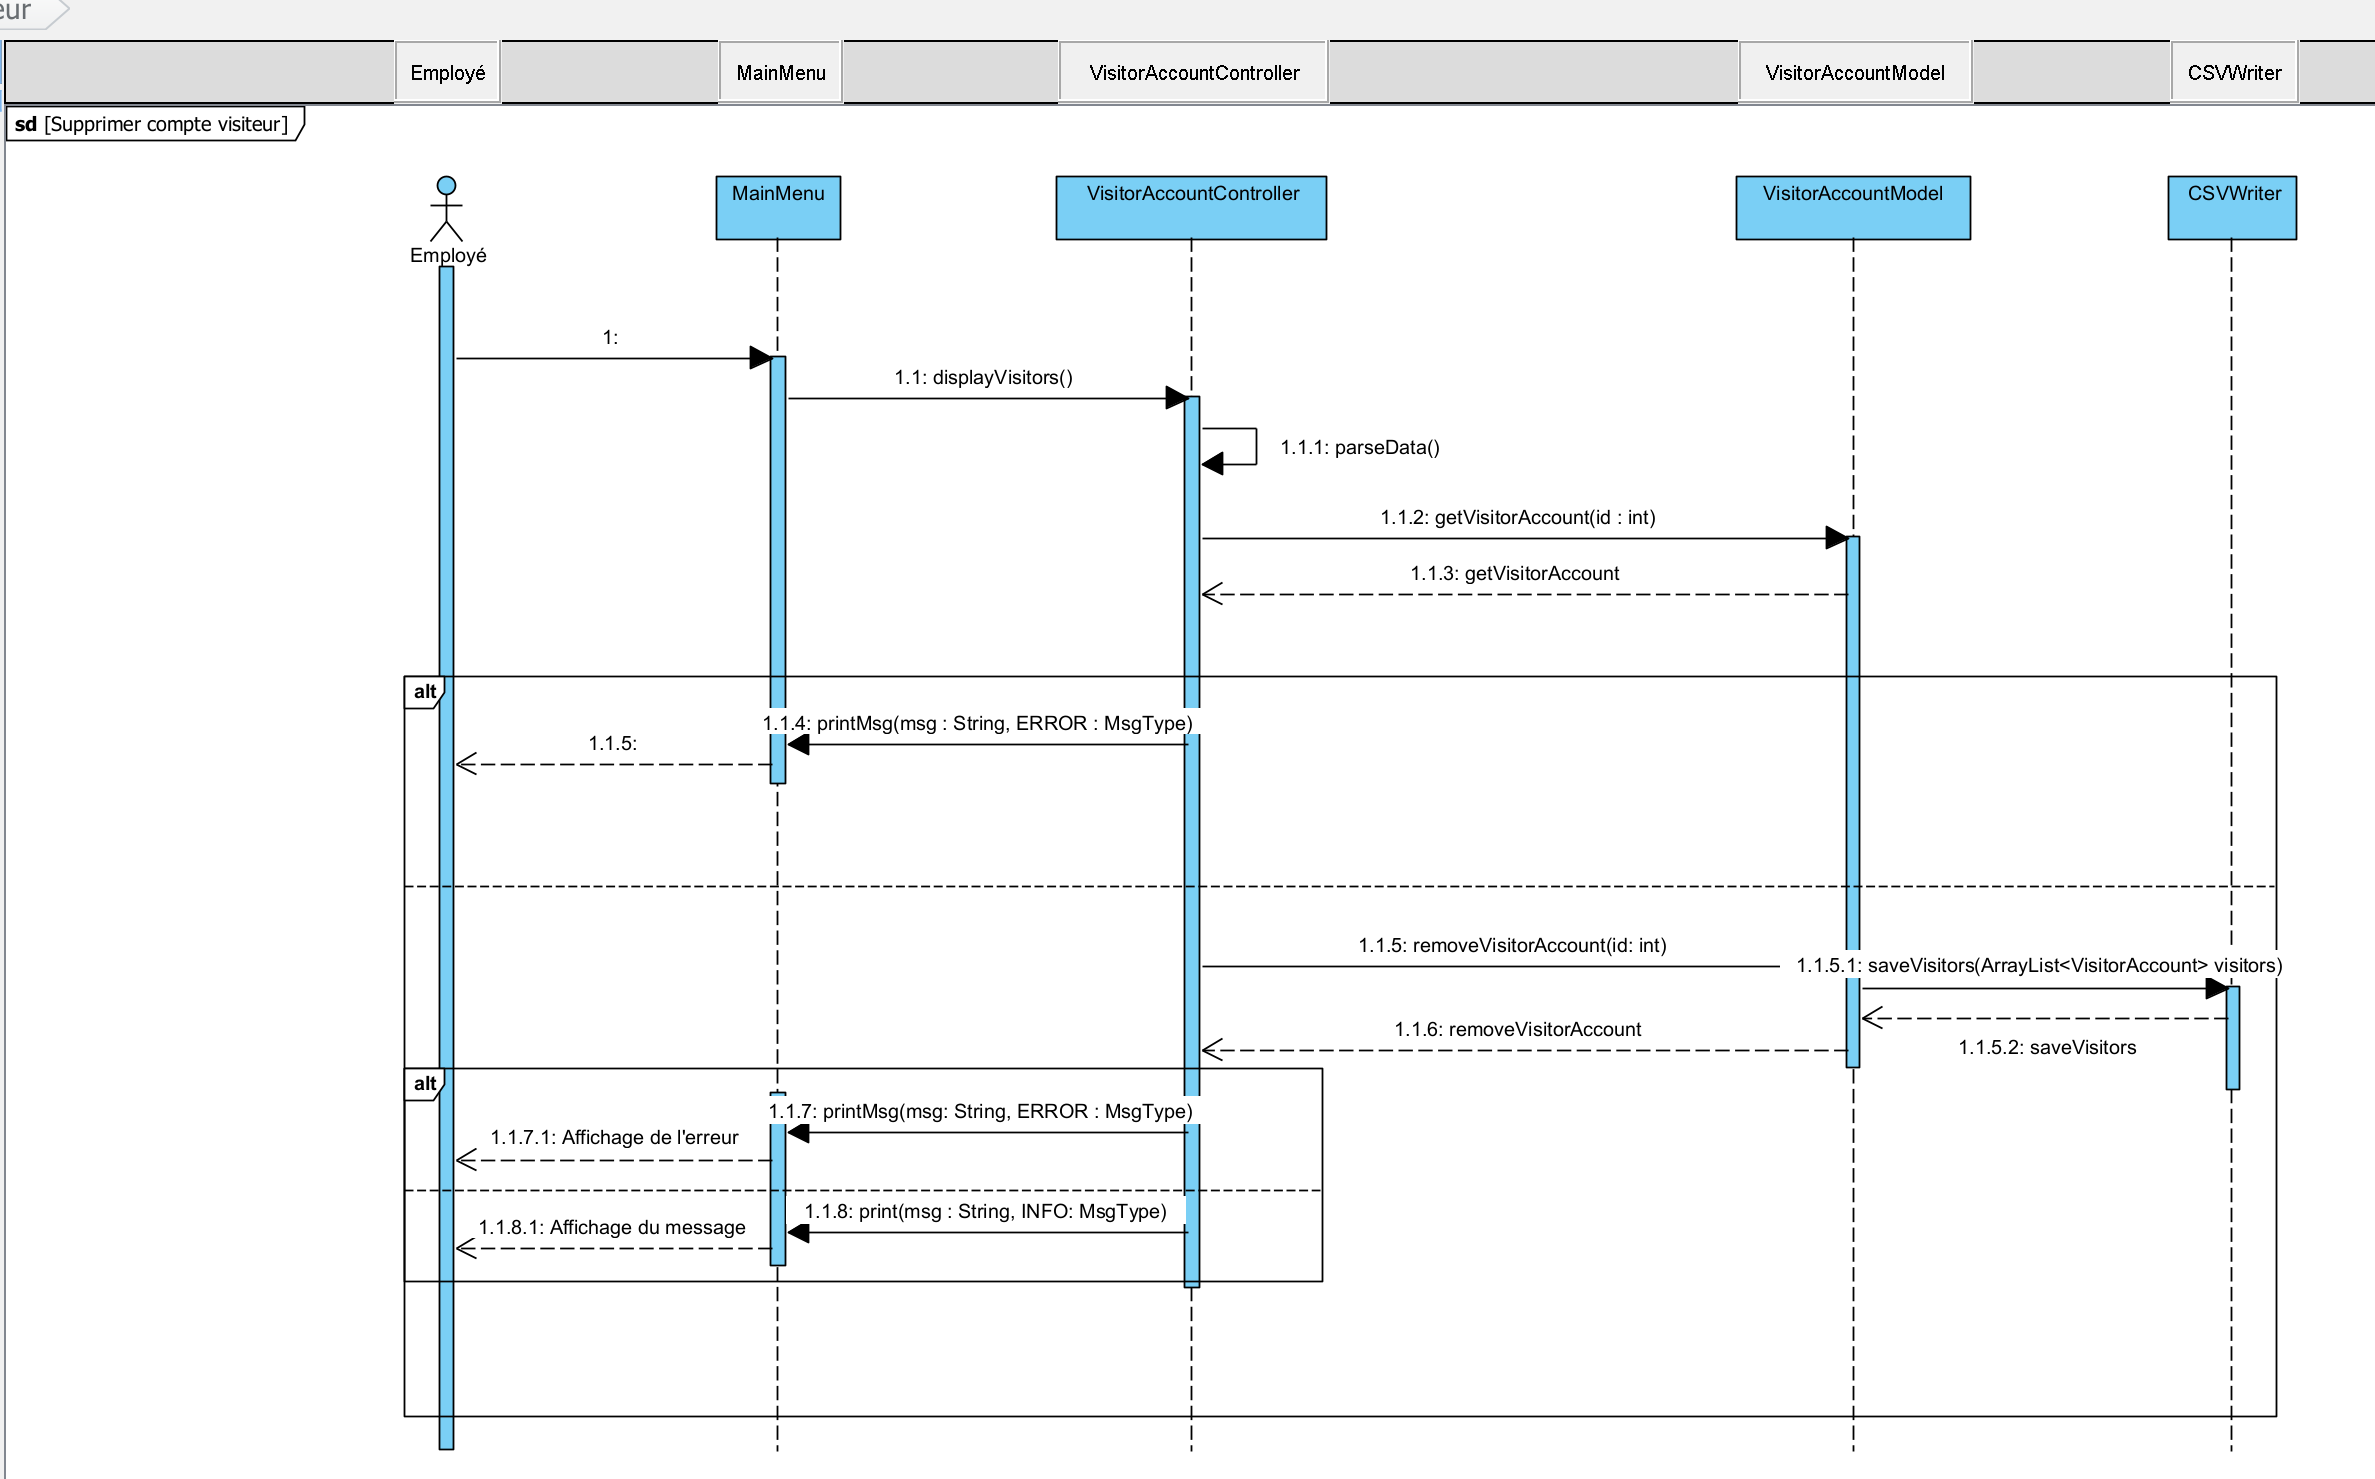 eur
Employé
MainMenu
VisitorAccountController
VisitorAccountModel
CSVWriter
sd [Supprimer compte visiteur]
MainMenu
VisitorAccountController
VisitorAccountModel
CSVWriter
Employé
1:
1.1: displayVisitors()
1.1.1: parseData()
1.1.2: getVisitorAccount(id : int)
1.1.3: getVisitorAccount
alt
1.1.4: printMsg(msg : String, ERROR : MsgType)
1.1.5:
1.1.5: removeVisitorAccount(id: int)
1.1.5.1: saveVisitors(ArrayList<VisitorAccount> visitors)
1.1.6: removeVisitorAccount
1.1.5.2: saveVisitors
alt
1.1.7: printMsg(msg: String, ERROR : MsgType)
1.1.7.1: Affichage de l'erreur
1.1.8: print(msg : String, INFO: MsgType)
1.1.8.1: Affichage du message